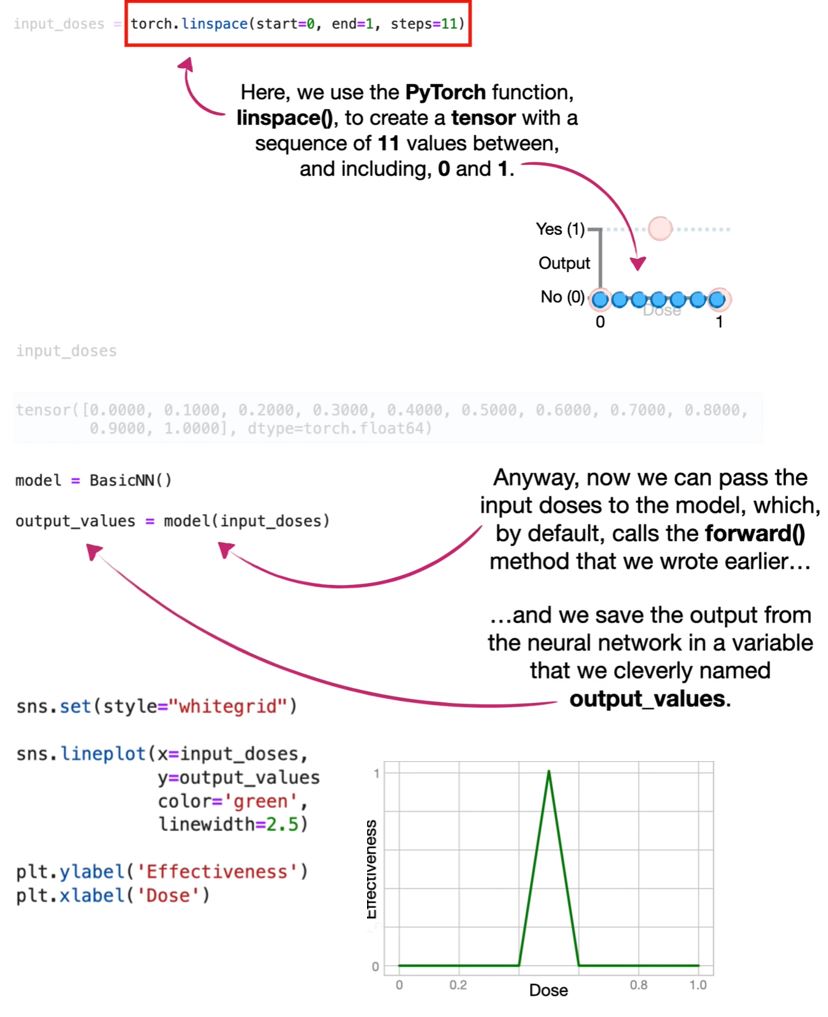 input_doses = torch.linspace(start=0, end=1, steps=11)
Here, we use the PyTorch function,
linspace(), to create a tensor with a
sequence of 11 values between,
and including, 0 and 1.
Yes (1)
Output
No (0)
Dose
0 1
input_doses
tensor([0.0000, 0.1000, 0.2000, 0.3000, 0.4000, 0.5000, 0.6000, 0.7000, 0.8000,
0.9000, 1.0000], dtype=torch.float64)
model = BasicNN()
output_values = model(input_doses)
Anyway, now we can pass the
input doses to the model, which,
by default, calls the forward()
method that we wrote earlier…
…and we save the output from
the neural network in a variable
that we cleverly named
output_values.
sns.set(style="whitegrid")
sns.lineplot(x=input_doses,
y=output_values
color='green',
linewidth=2.5)
plt.ylabel('Effectiveness')
plt.xlabel('Dose')
1
Effectiveness
0
0 0.2 0.8 1.0
Dose